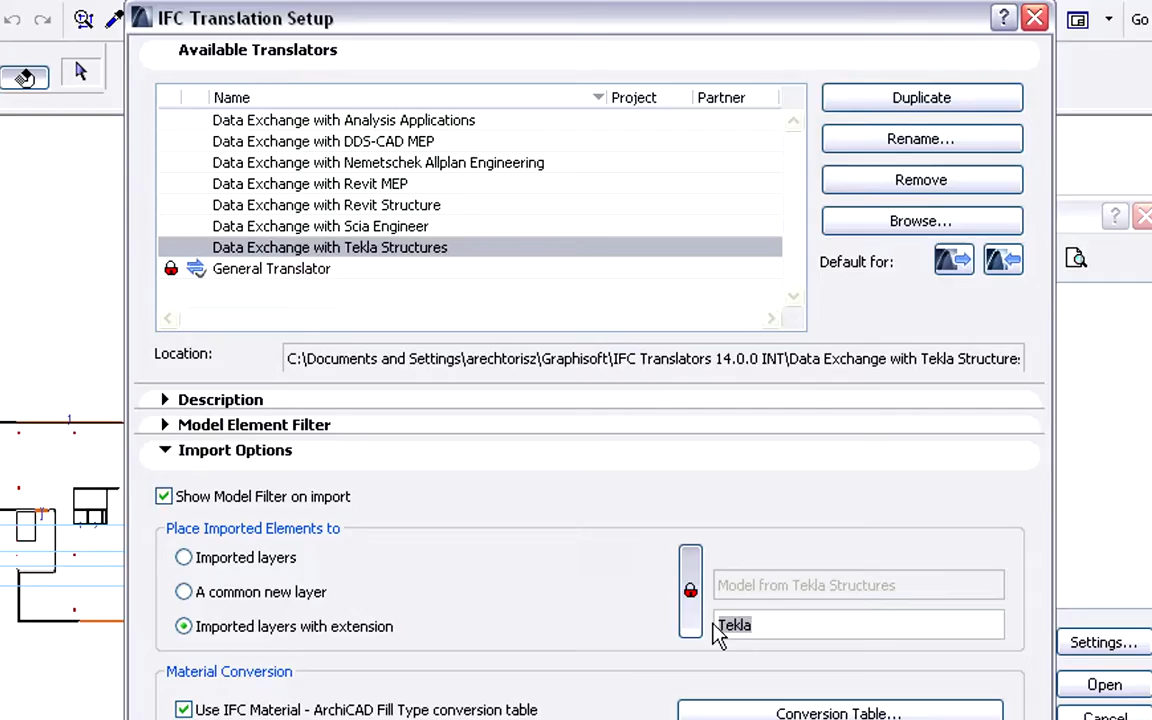 IFC Translation Setup
Go
Available Translators
Name Project Partner
Data Exchange with Analysis Applications
Data Exchange with DDS-CAD MEP
Data Exchange with Nemetschek Allplan Engineering
Data Exchange with Revit MEP
Data Exchange with Revit Structure
Data Exchange with Scia Engineer
Data Exchange with Tekla Structures
General Translator
Duplicate
Rename...
Remove
Browse...
Default for:
Location: C:\Documents and Settings\arechtorisz\Graphisoft\IFC Translators 14.0.0 INT\Data Exchange with Tekla Structure:
Description
Model Element Filter
Import Options
Show Model Filter on import
Place Imported Elements to
Imported layers
A common new layer
Model from Tekla Structures
Imported layers with extension
Tekla
Material Conversion
Use IFC Material - ArchiCAD Fill Type conversion table
Conversion Table...
1
Settings...
Open
Cancel